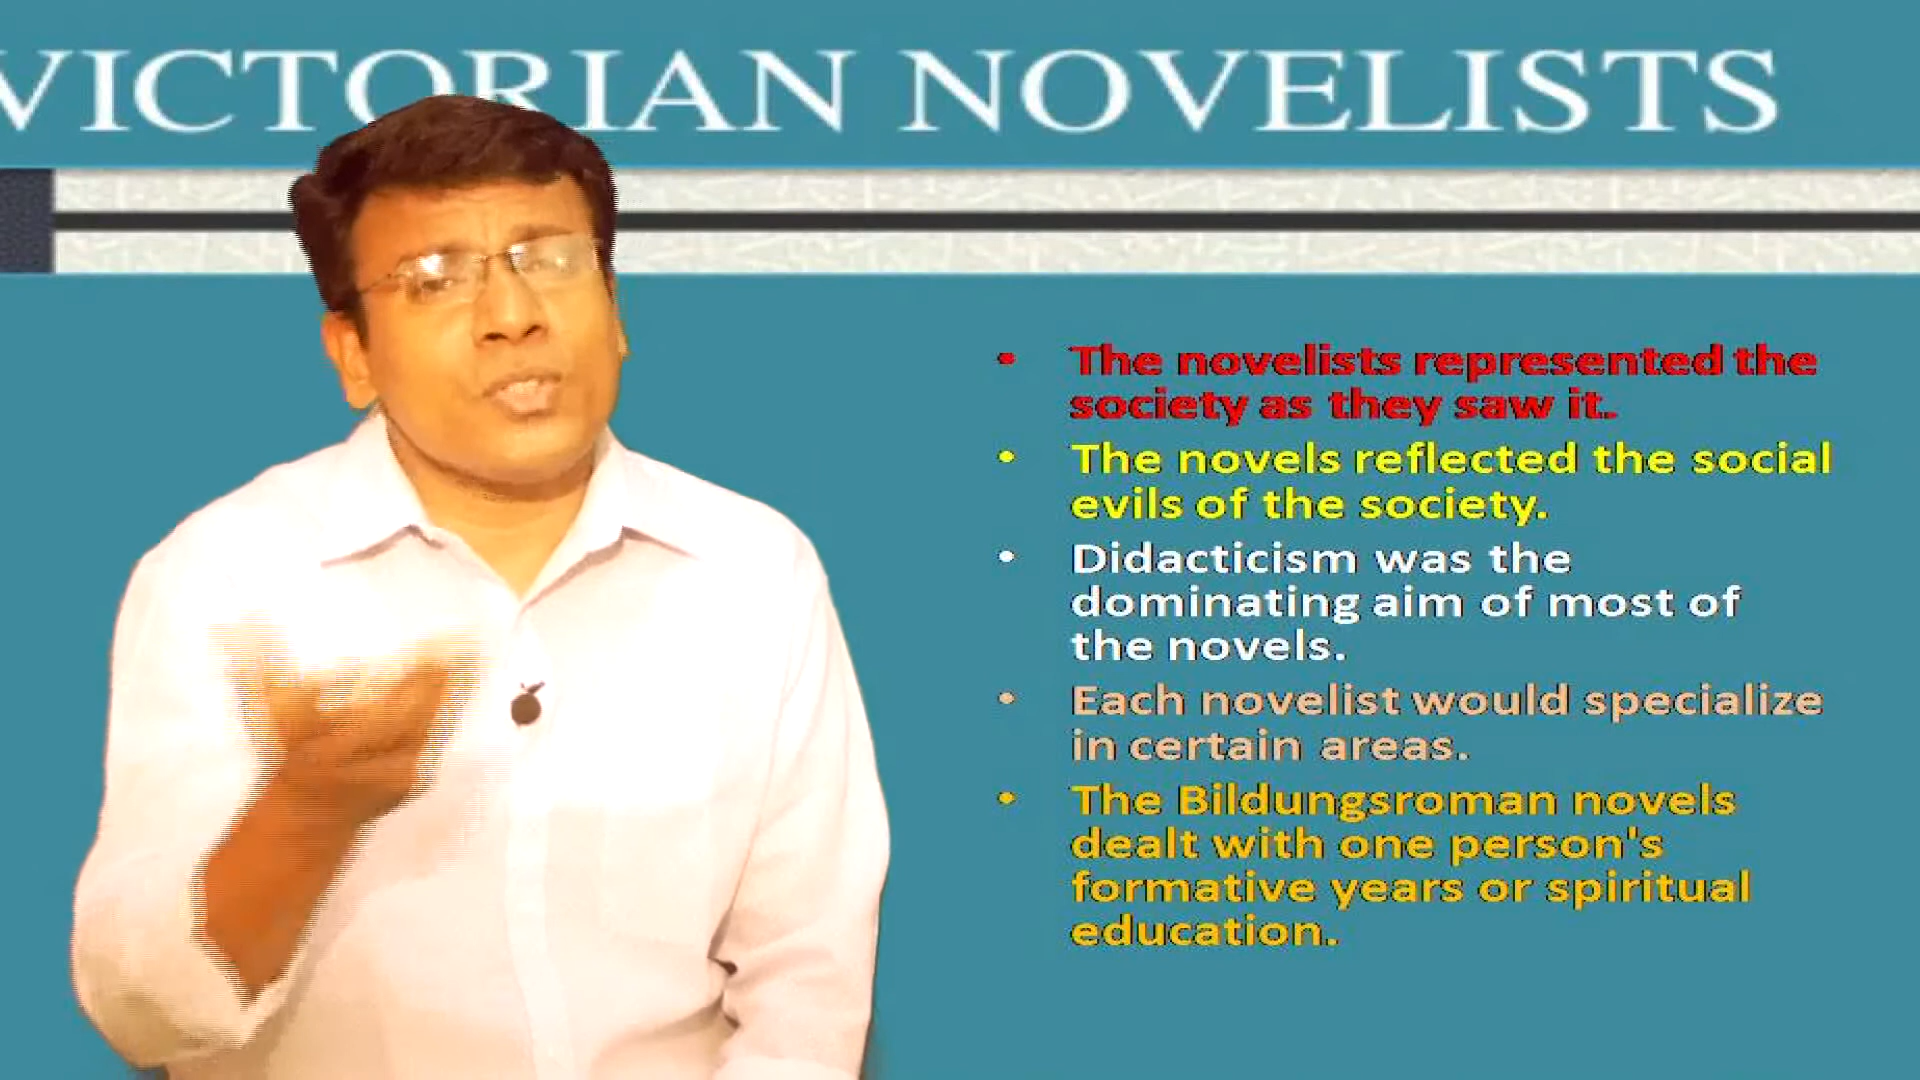 VICTORIAN NOVELISTS
• The novelists represented the
society as they saw it.
• The novels reflected the social
evils of the society.
• Didacticism was the
dominating aim of most of
the novels.
• Each novelist would specialize
in certain areas.
• The Bildungsroman novels
dealt with one person's
formative years or spiritual
education.